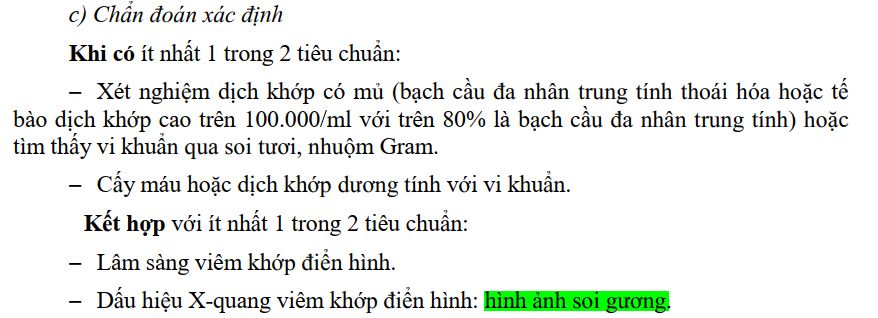 c) Chẩn đoán xác định
Khi có ít nhất 1 trong 2 tiêu chuẩn:
– Xét nghiệm dịch khớp có mủ (bạch cầu đa nhân trung tính thoái hóa hoặc tế
bào dịch khớp cao trên 100.000/ml với trên 80% là bạch cầu đa nhân trung tính) hoặc
tìm thấy vi khuẩn qua soi tươi, nhuộm Gram.
– Cấy máu hoặc dịch khớp dương tính với vi khuẩn.
Kết hợp với ít nhất 1 trong 2 tiêu chuẩn:
– Lâm sàng viêm khớp điển hình.
– Dấu hiệu X-quang viêm khớp điển hình: hình ảnh soi gương.